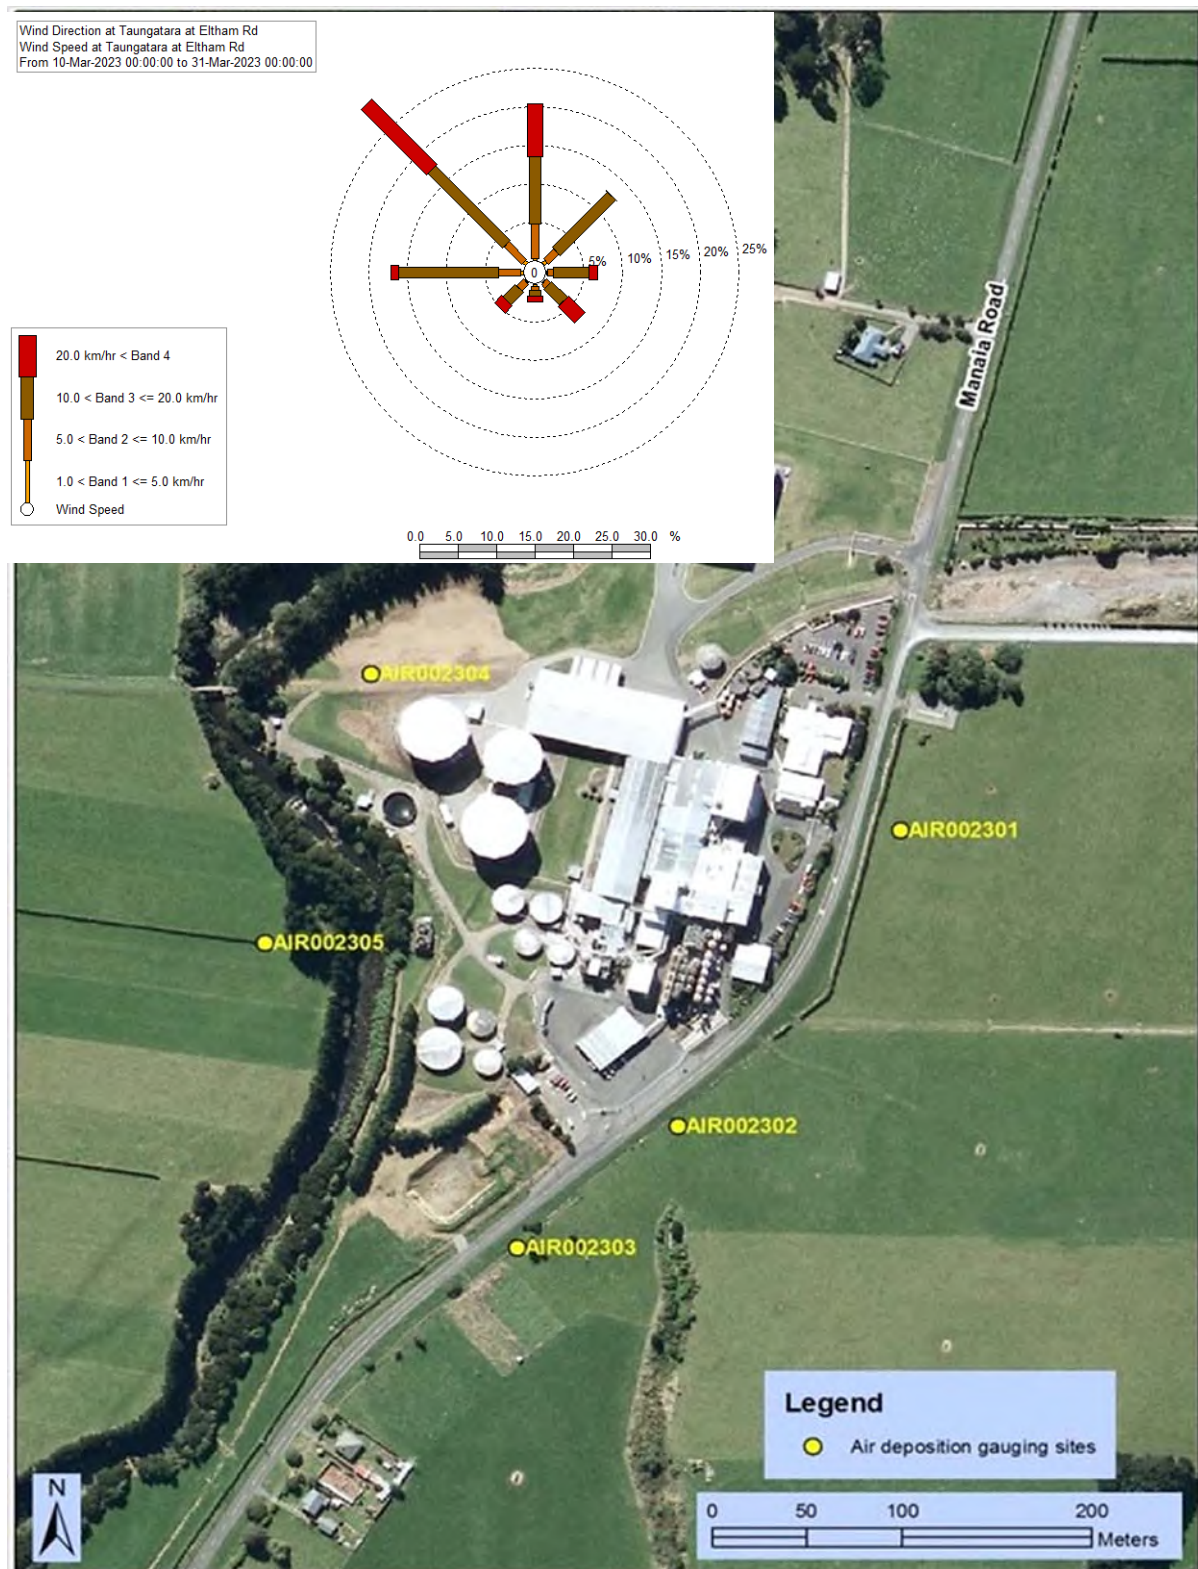 Wind Direction at Taungatara at Eltham Rd
Wind Speed at Taungatara at Eltham Rd
From 10-Mar-2023 00:00:00 to 31-Mar-2023 00:00:00
0
5%
10%
15%
20%
25%
20.0 km/hr < Band 4
10.0 < Band 3 <= 20.0 km/hr
5.0 < Band 2 <= 10.0 km/hr
1.0 < Band 1 <= 5.0 km/hr
Wind Speed
0.0 5.0 10.0 15.0 20.0 25.0 30.0 %
Manaia Road
AIR002304
AIR002301
AIR002305
AIR002302
AIR002303
Legend
Air deposition gauging sites
N
0 50 100 200
Meters